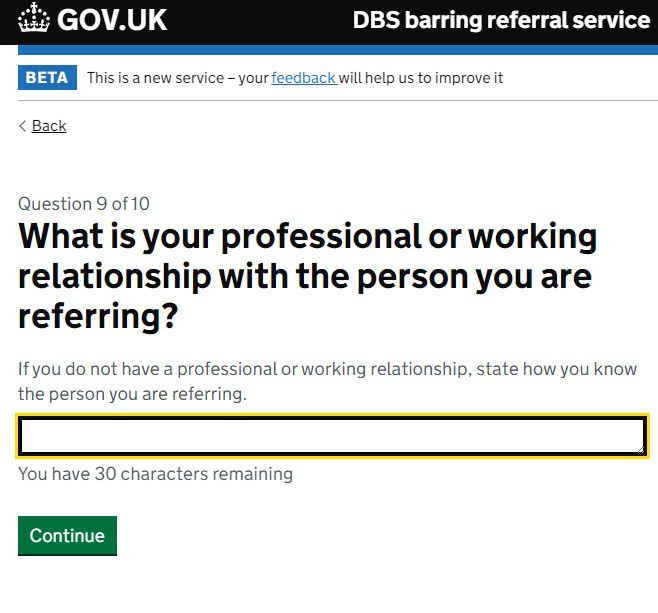 GOV.UK
DBS barring referral service
BETA This is a new service – your feedback will help us to improve it
Back
Question 9 of 10
What is your professional or working
relationship with the person you are
referring?
If you do not have a professional or working relationship, state how you know
the person you are referring.
You have 30 characters remaining
Continue